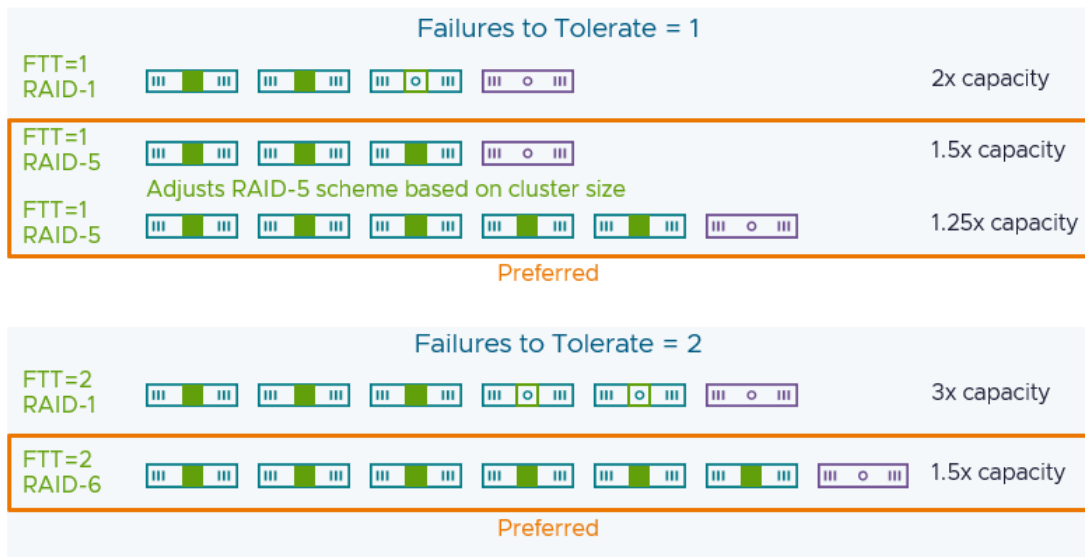 Failures to Tolerate = 1
FTT=1
RAID-1
2x capacity
FTT=1
RAID-5
1.5x capacity
Adjusts RAID-5 scheme based on cluster size
FTT=1
RAID-5
1.25x capacity
Preferred
Failures to Tolerate = 2
FTT=2
RAID-1
3x capacity
FTT=2
RAID-6
1.5x capacity
Preferred